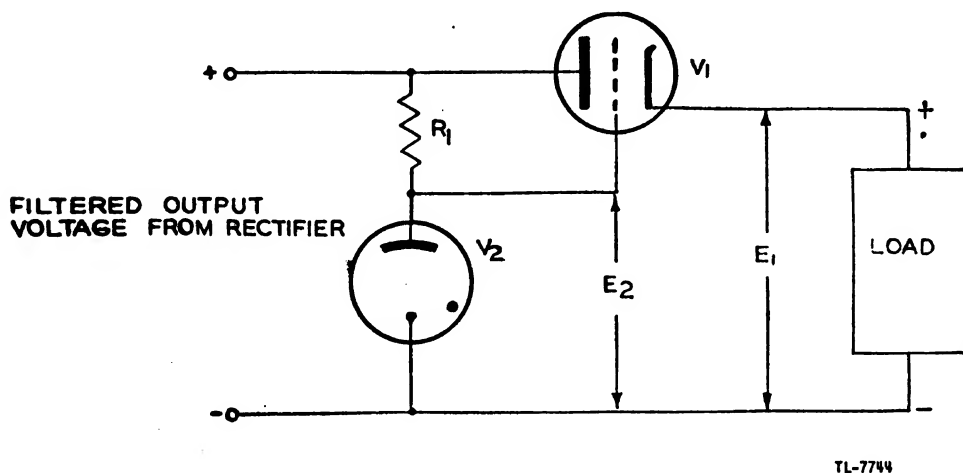 V1
+
R1
+
FILTERED OUTPUT
VOLTAGE FROM RECTIFIER
V2
E2
E1
LOAD
-
-
TL-7744